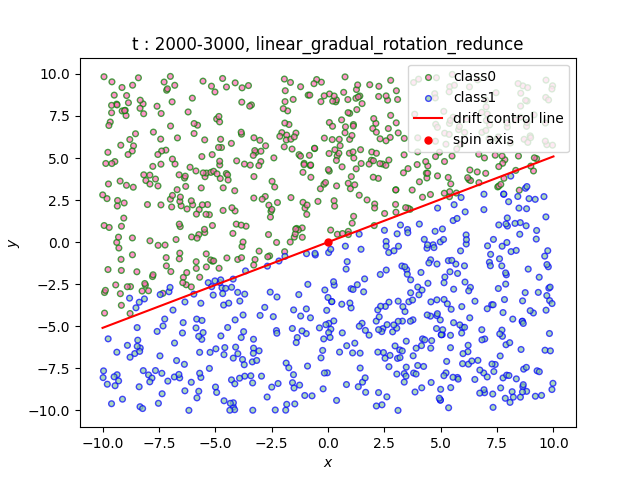 t : 2000-3000, linear_gradual_rotation_redunce
class0
class1
drift control line
spin axis
10.0
7.5
5.0
2.5
0.0
−2.5
−5.0
−7.5
−10.0
y
−10.0 −7.5 −5.0 −2.5 0.0 2.5 5.0 7.5 10.0
x